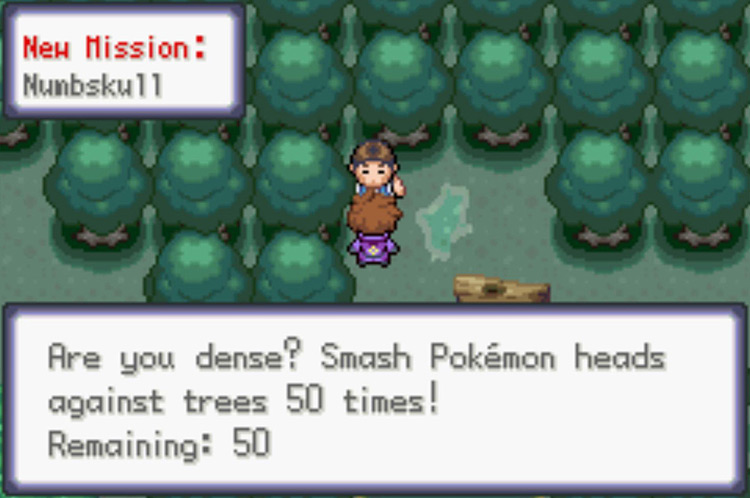 New Mission:
Numbskull
Are you dense? Smash Pokémon heads
against trees 50 times!
Remaining: 50